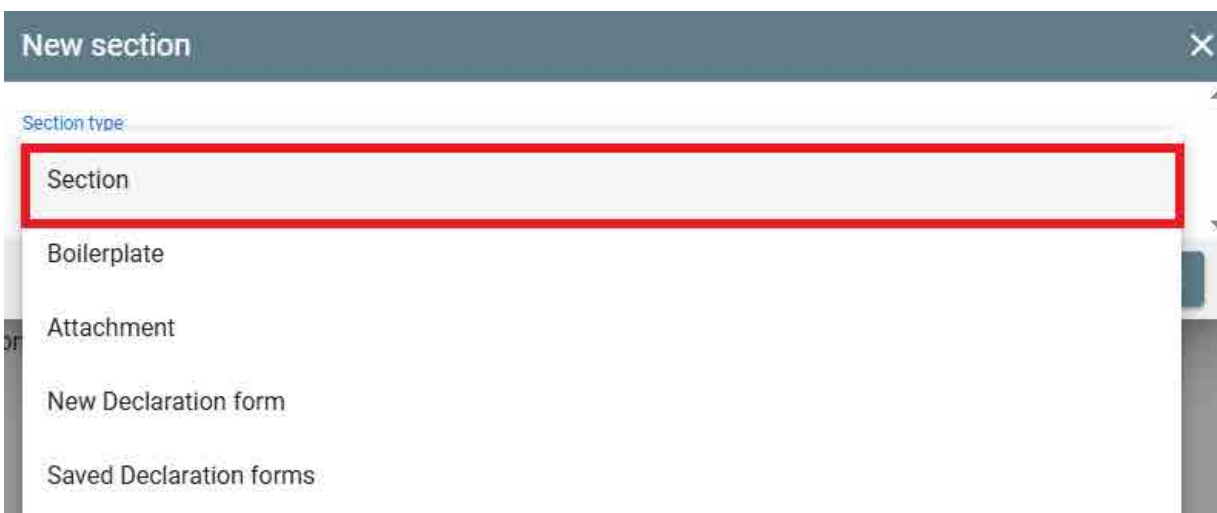 New section
Section type
Section
Boilerplate
Attachment
New Declaration form
Saved Declaration forms